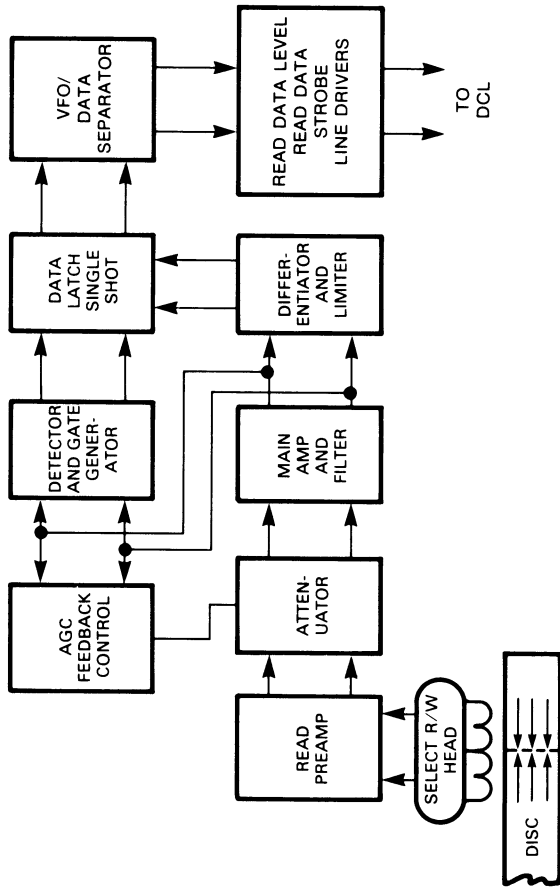 AGC
FEEDBACK
CONTROL
DETECTOR
AND GATE
GENER-
ATOR
DATA
LATCH
SINGLE
SHOT
VFO/
DATA
SEPARATOR
READ
PREAMP
ATTEN-
UATOR
MAIN
AMP
AND
FILTER
DIFFER-
ENTIATOR
AND
LIMITER
READ DATA LEVEL
READ DATA
STROBE
LINE DRIVERS
SELECT R/W
HEAD
DISC
TO
DCL